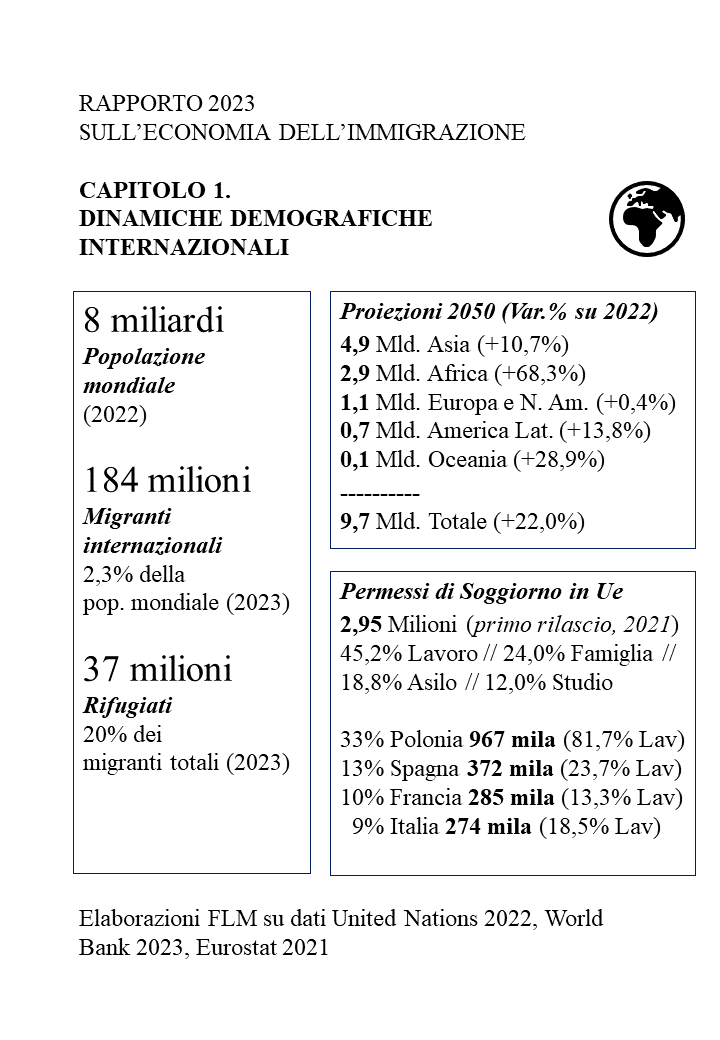 RAPPORTO 2023
SULL’ECONOMIA DELL’IMMIGRAZIONE
CAPITOLO 1.
DINAMICHE DEMOGRAFICHE
INTERNAZIONALI
8 miliardi
Popolazione
mondiale
(2022)
184 milioni
Migranti
internazionali
2,3% della
pop. mondiale (2023)
37 milioni
Rifugiati
20% dei
migranti totali (2023)
Proiezioni 2050 (Var.% su 2022)
4,9 Mld. Asia (+10,7%)
2,9 Mld. Africa (+68,3%)
1,1 Mld. Europa e N. Am. (+0,4%)
0,7 Mld. America Lat. (+13,8%)
0,1 Mld. Oceania (+28,9%)
----------
9,7 Mld. Totale (+22,0%)
Permessi di Soggiorno in Ue
2,95 Milioni (primo rilascio, 2021)
45,2% Lavoro // 24,0% Famiglia //
18,8% Asilo // 12,0% Studio
33% Polonia 967 mila (81,7% Lav)
13% Spagna 372 mila (23,7% Lav)
10% Francia 285 mila (13,3% Lav)
9% Italia 274 mila (18,5% Lav)
Elaborazioni FLM su dati United Nations 2022, World
Bank 2023, Eurostat 2021